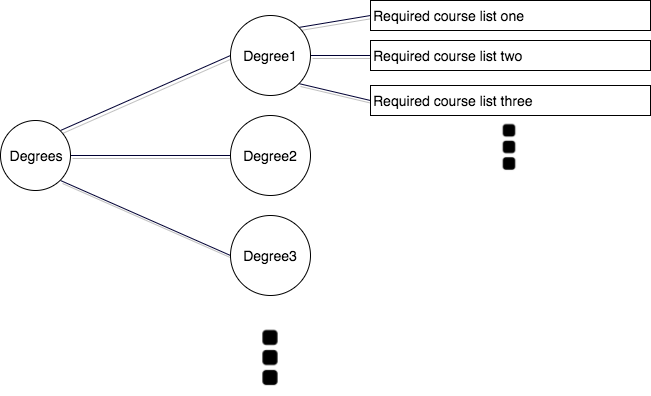 Required course list one
Degree1
Required course list two
Required course list three
Degrees
Degree2
Degree3